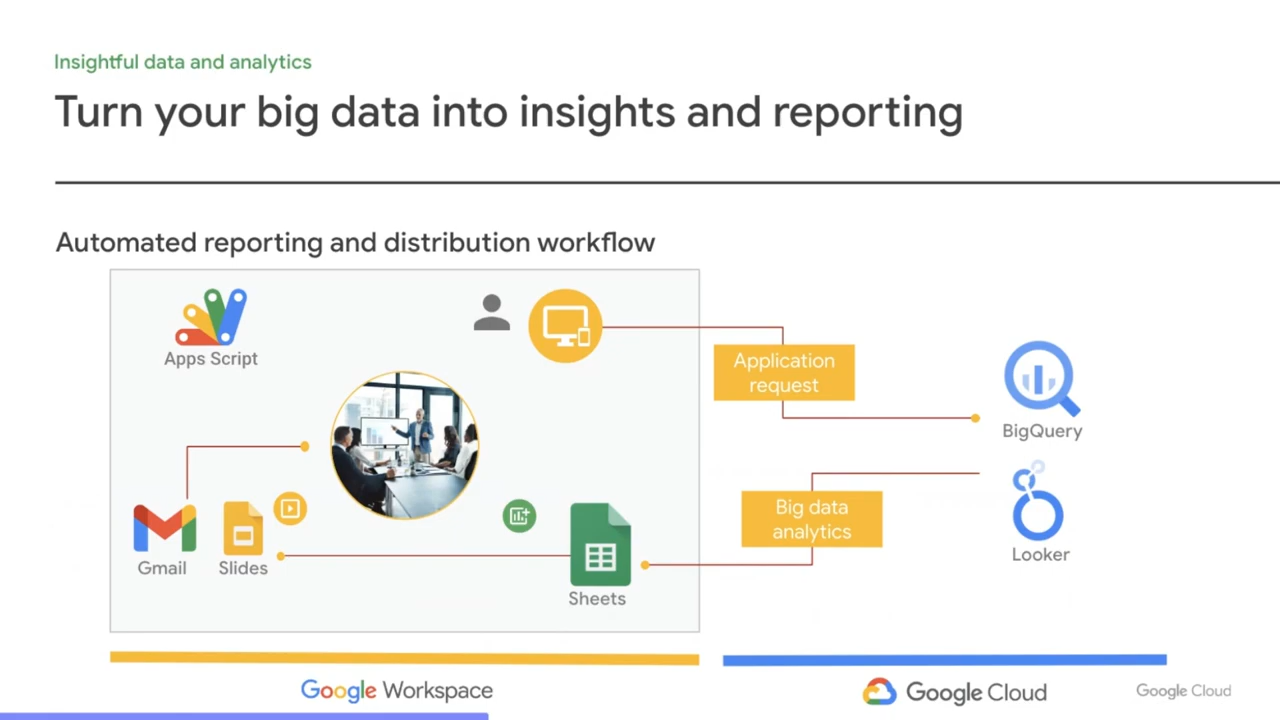 Insightful data and analytics
Turn your big data into insights and reporting
Automated reporting and distribution workflow
Apps Script
Application
request
BigQuery
Big data
analytics
Gmail
Slides
Sheets
Looker
Google Workspace
Google Cloud
Google Cloud